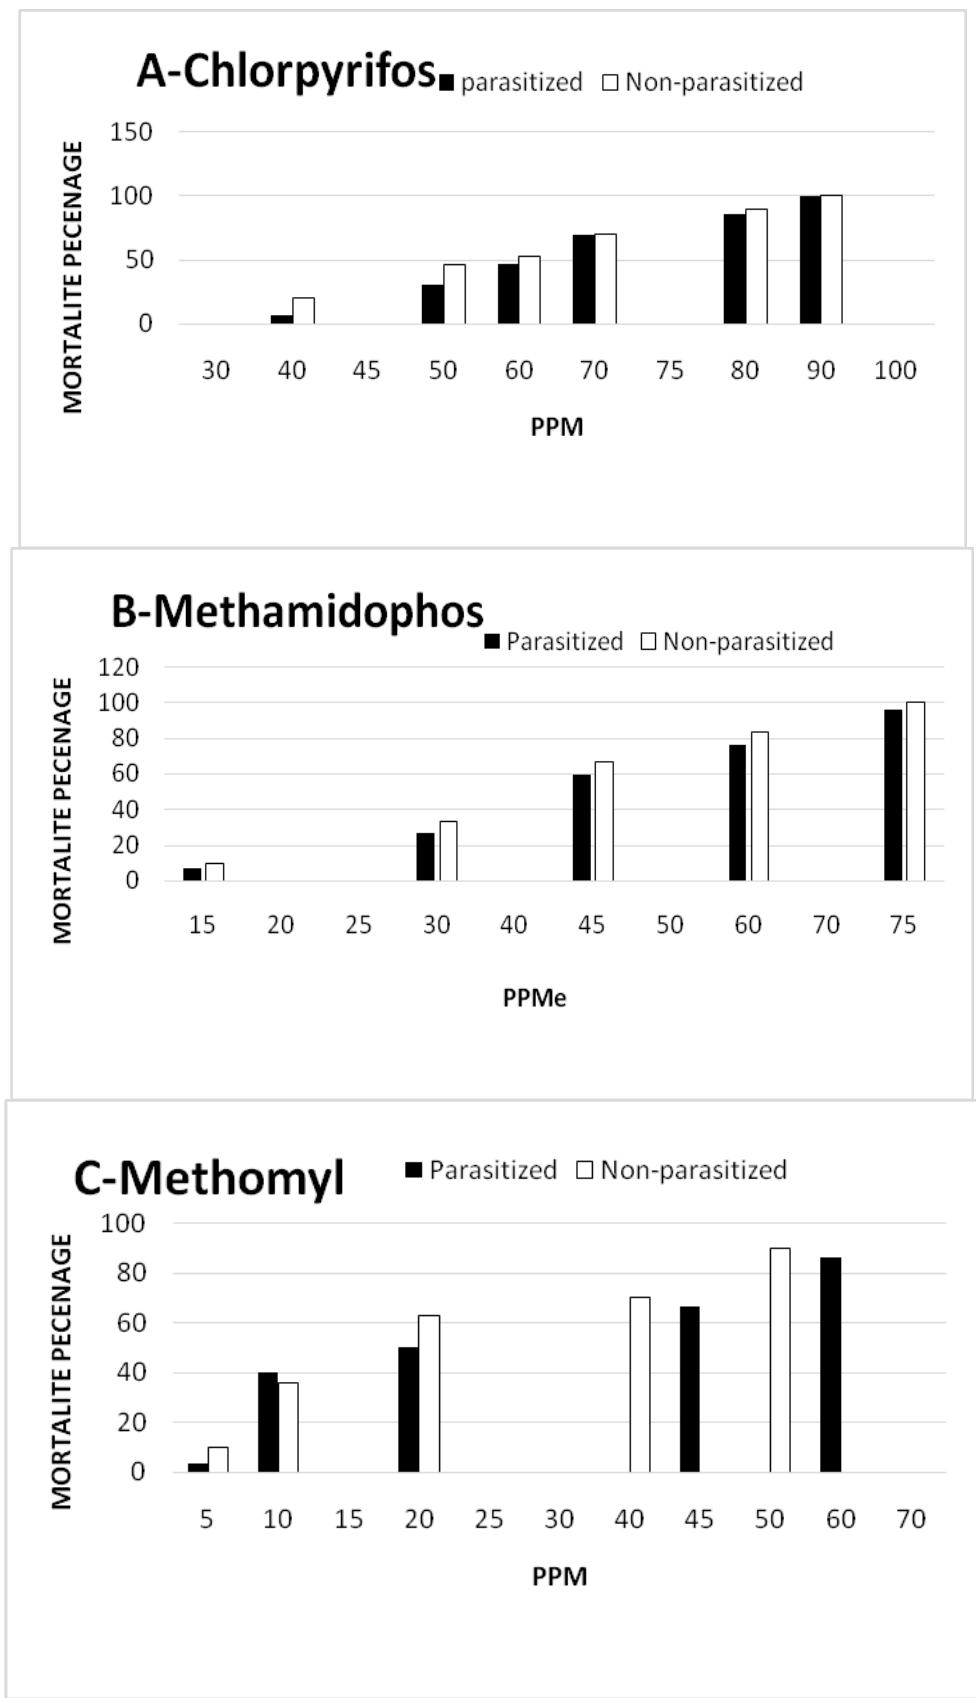 A-Chlorpyrifos
parasitized Non-parasitized
MORTALITE PECENAGE
150
100
50
0
30 40 45 50 60 70 75 80 90 100
PPM
B-Methamidophos
Parasitized Non-parasitized
MORTALITE PECENAGE
120
100
80
60
40
20
0
15 20 25 30 40 45 50 60 70 75
PPMe
C-Methomyl
Parasitized Non-parasitized
MORTALITE PECENAGE
100
80
60
40
20
0
5 10 15 20 25 30 40 45 50 60 70
PPM